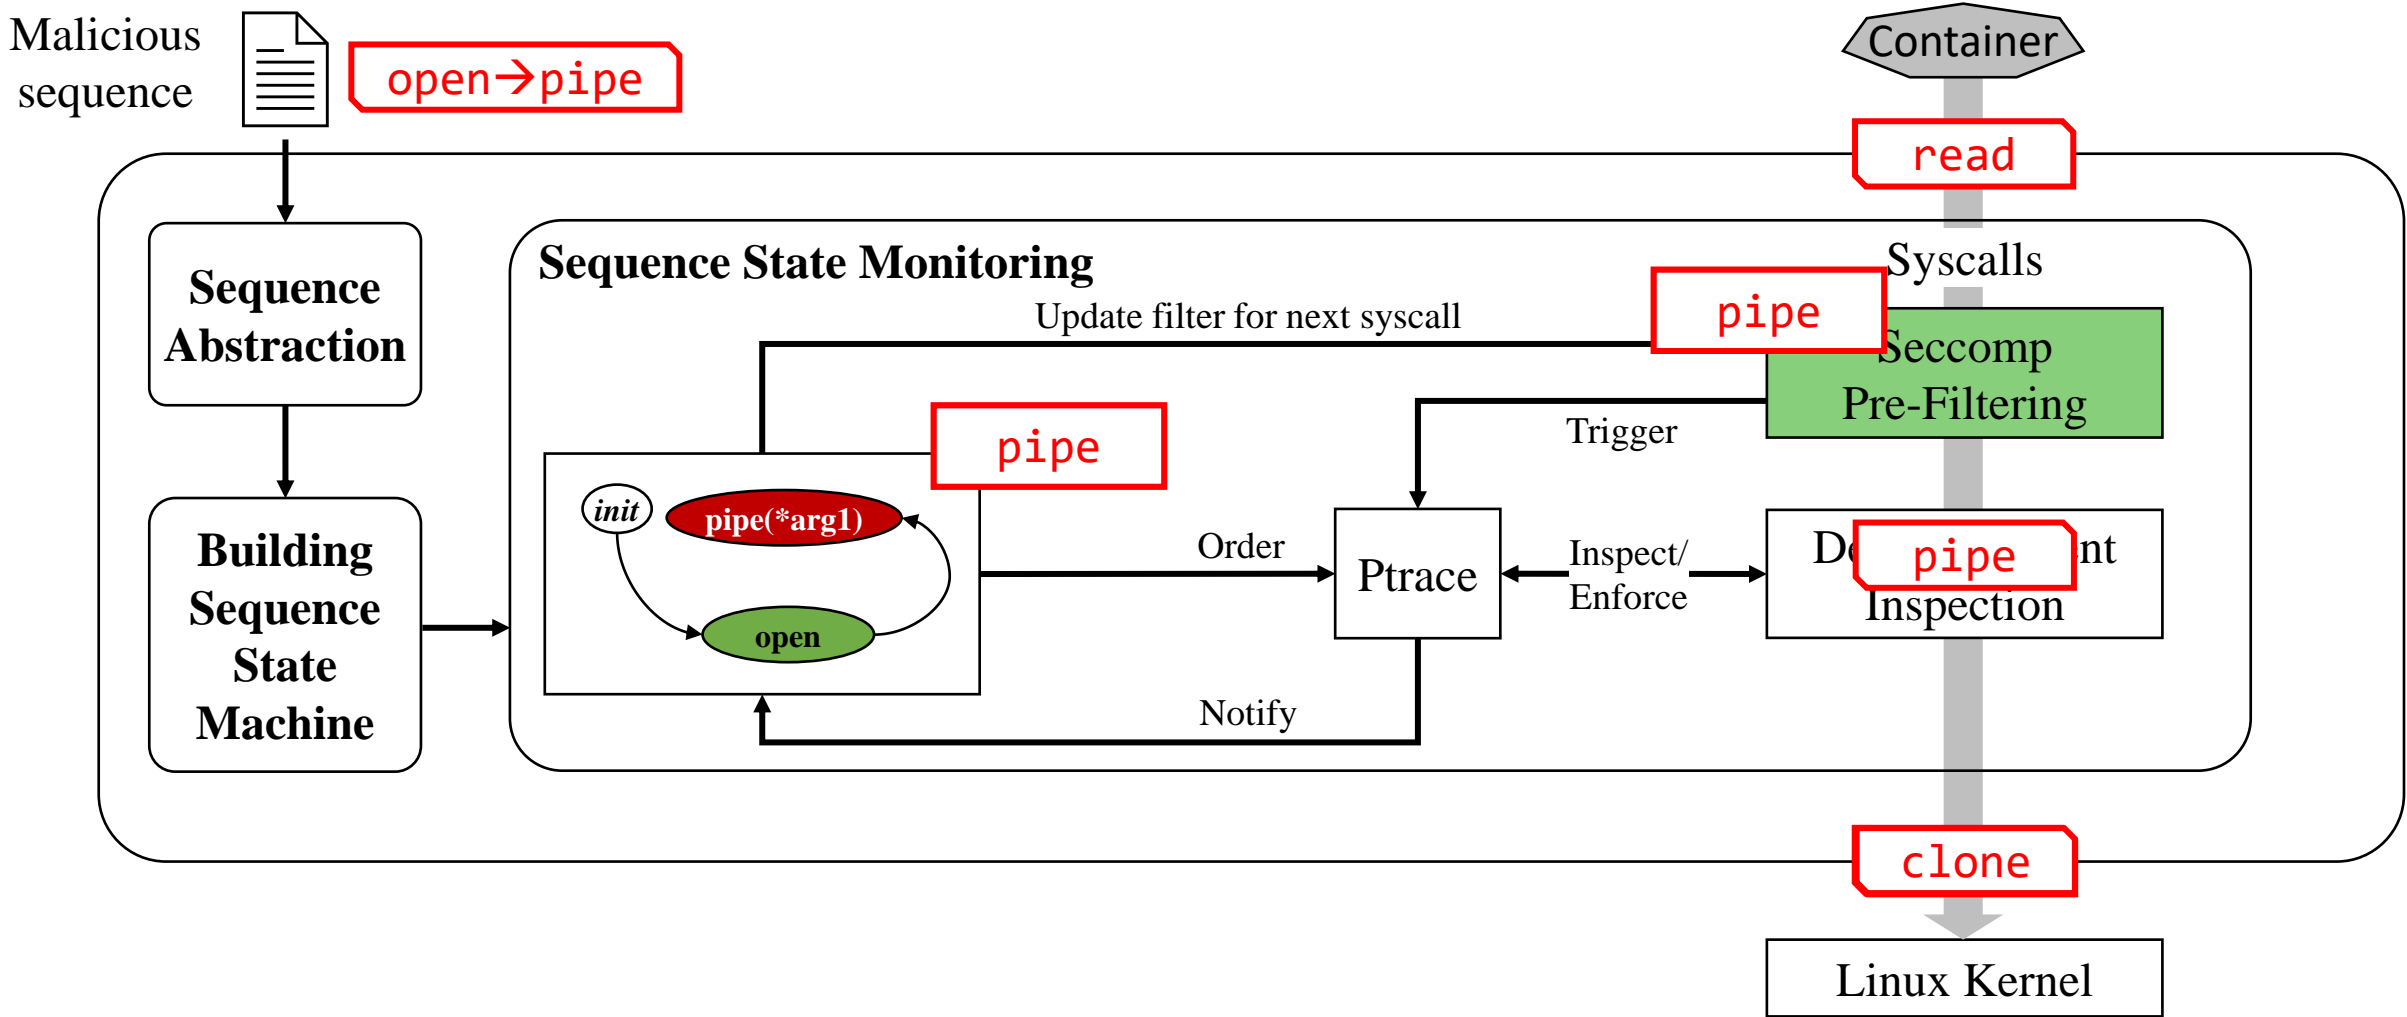 Malicious
sequence
open→pipe
Container
read
Sequence
Abstraction
Building
Sequence
State
Machine
Sequence State Monitoring
Syscalls
Update filter for next syscall
pipe
Seccomp
Pre-Filtering
Trigger
pipe
init
pipe(*arg1)
open
Order
Ptrace
Inspect/
Enforce
pipe
Inspection
Notify
clone
Linux Kernel